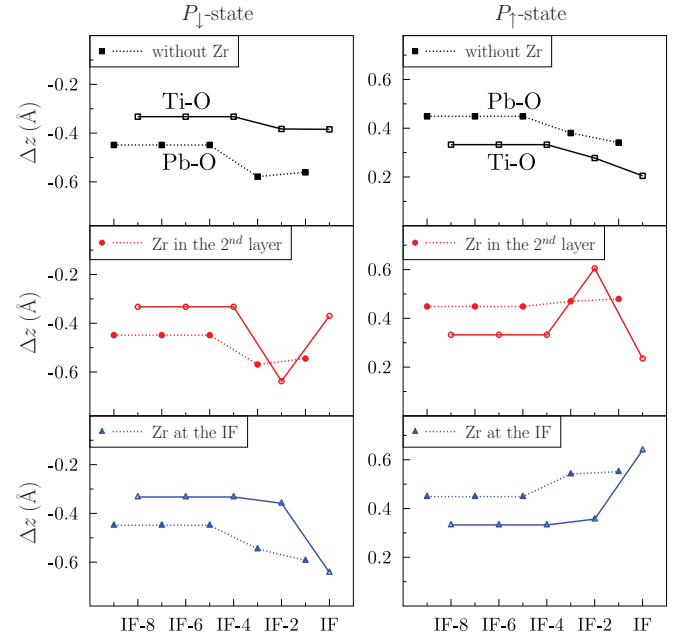 P↓-state
P↑-state
without Zr
Ti-O
Pb-O
-0.2
-0.4
-0.6
Δz (Å)
without Zr
Pb-O
Ti-O
0.6
0.4
0.2
Zr in the 2nd layer
-0.2
-0.4
-0.6
Δz (Å)
Zr in the 2nd layer
0.6
0.4
0.2
Zr at the IF
-0.2
-0.4
-0.6
Δz (Å)
Zr at the IF
0.6
0.4
0.2
IF-8 IF-6 IF-4 IF-2 IF
IF-8 IF-6 IF-4 IF-2 IF